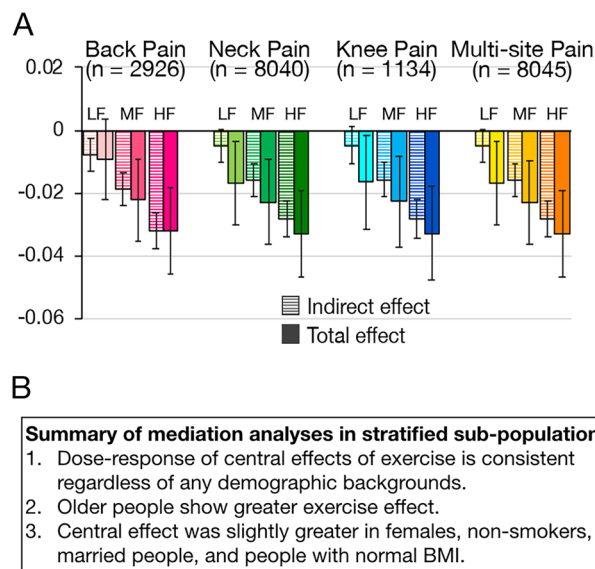 A
Back Pain Neck Pain Knee Pain Multi-site Pain
(n = 2926) (n = 8040) (n = 1134) (n = 8045)
0.02
LF MF HF LF MF HF LF MF HF LF MF HF
0
-0.02
-0.04
Indirect effect
Total effect
-0.06
B
Summary of mediation analyses in stratified sub-population
1. Dose-response of central effects of exercise is consistent
regardless of any demographic backgrounds.
2. Older people show greater exercise effect.
3. Central effect was slightly greater in females, non-smokers,
married people, and people with normal BMI.